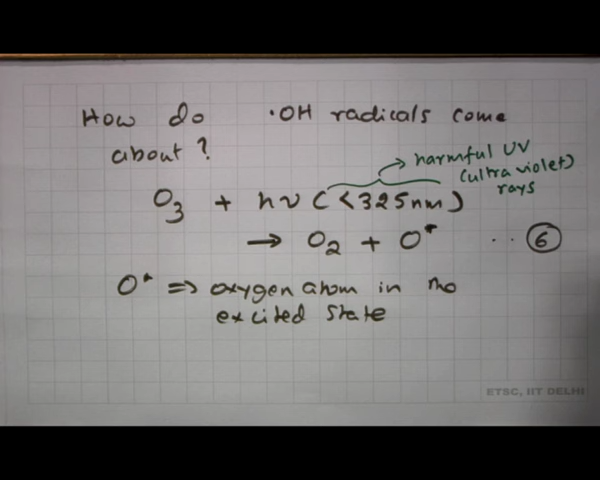 How do ·OH radicals come
about?
harmful UV
(ultra violet)
rays
O₃ + hν (<325nm)
→ O₂ + O* .. ⑥
O* ⇒ oxygen atom in the
excited state
ETSC, IIT DELHI